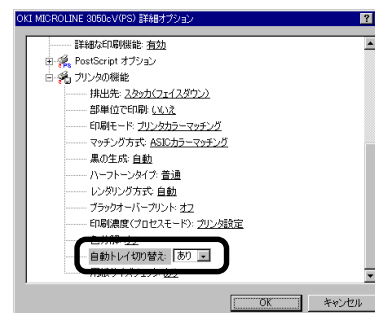 OKI MICROLINE 3050cV(PS) 詳細オプション
詳細な印刷機能: 有効
PostScript オプション
プリンタの機能
排出先: スタッカ(フェイスダウン)
部単位で印刷: いいえ
印刷モード: プリンタカラーマッチング
マッチング方式: ASICカラーマッチング
黒の生成: 自動
ハーフトーンタイプ: 普通
レンダリング方式: 自動
ブラックオーバープリント: オフ
印刷濃度(プロセスモード): プリンタ設定
自動トレイ切り替え: あり
OK キャンセル